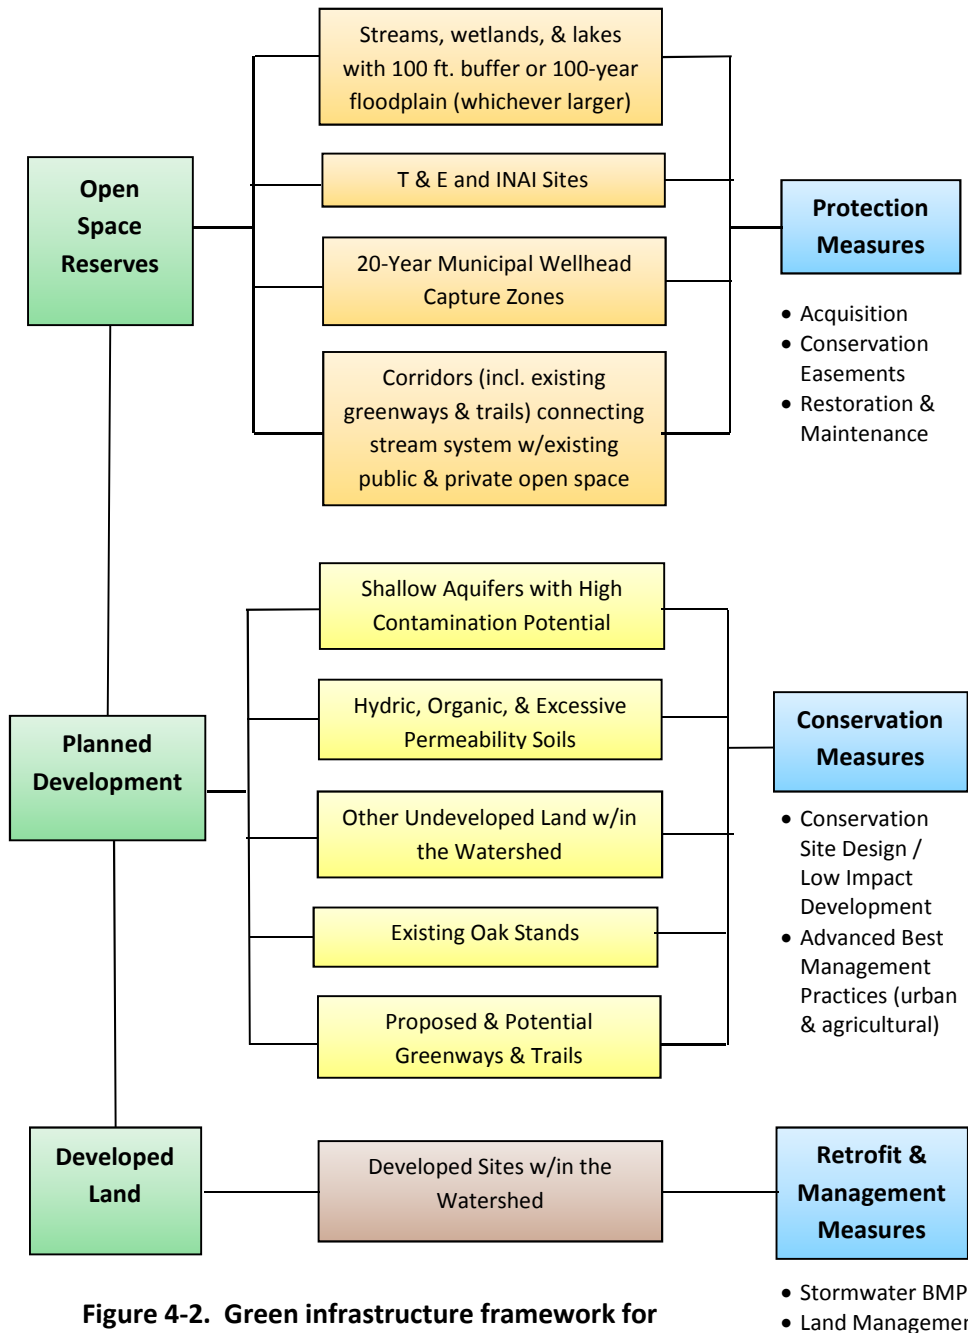 Streams, wetlands, & lakes
with 100 ft. buffer or 100-year
floodplain (whichever larger)
Open
Space
Reserves
T & E and INAI Sites
20-Year Municipal Wellhead
Capture Zones
Corridors (incl. existing
greenways & trails) connecting
stream system w/existing
public & private open space
Protection
Measures
• Acquisition
• Conservation
Easements
• Restoration &
Maintenance
Planned
Development
Shallow Aquifers with High
Contamination Potential
Hydric, Organic, & Excessive
Permeability Soils
Other Undeveloped Land w/in
the Watershed
Existing Oak Stands
Proposed & Potential
Greenways & Trails
Conservation
Measures
• Conservation
Site Design /
Low Impact
Development
• Advanced Best
Management
Practices (urban
& agricultural)
Developed
Land
Developed Sites w/in the
Watershed
Retrofit &
Management
Measures
• Stormwater BMP
• Land
Figure 4-2. Green infrastructure framework for